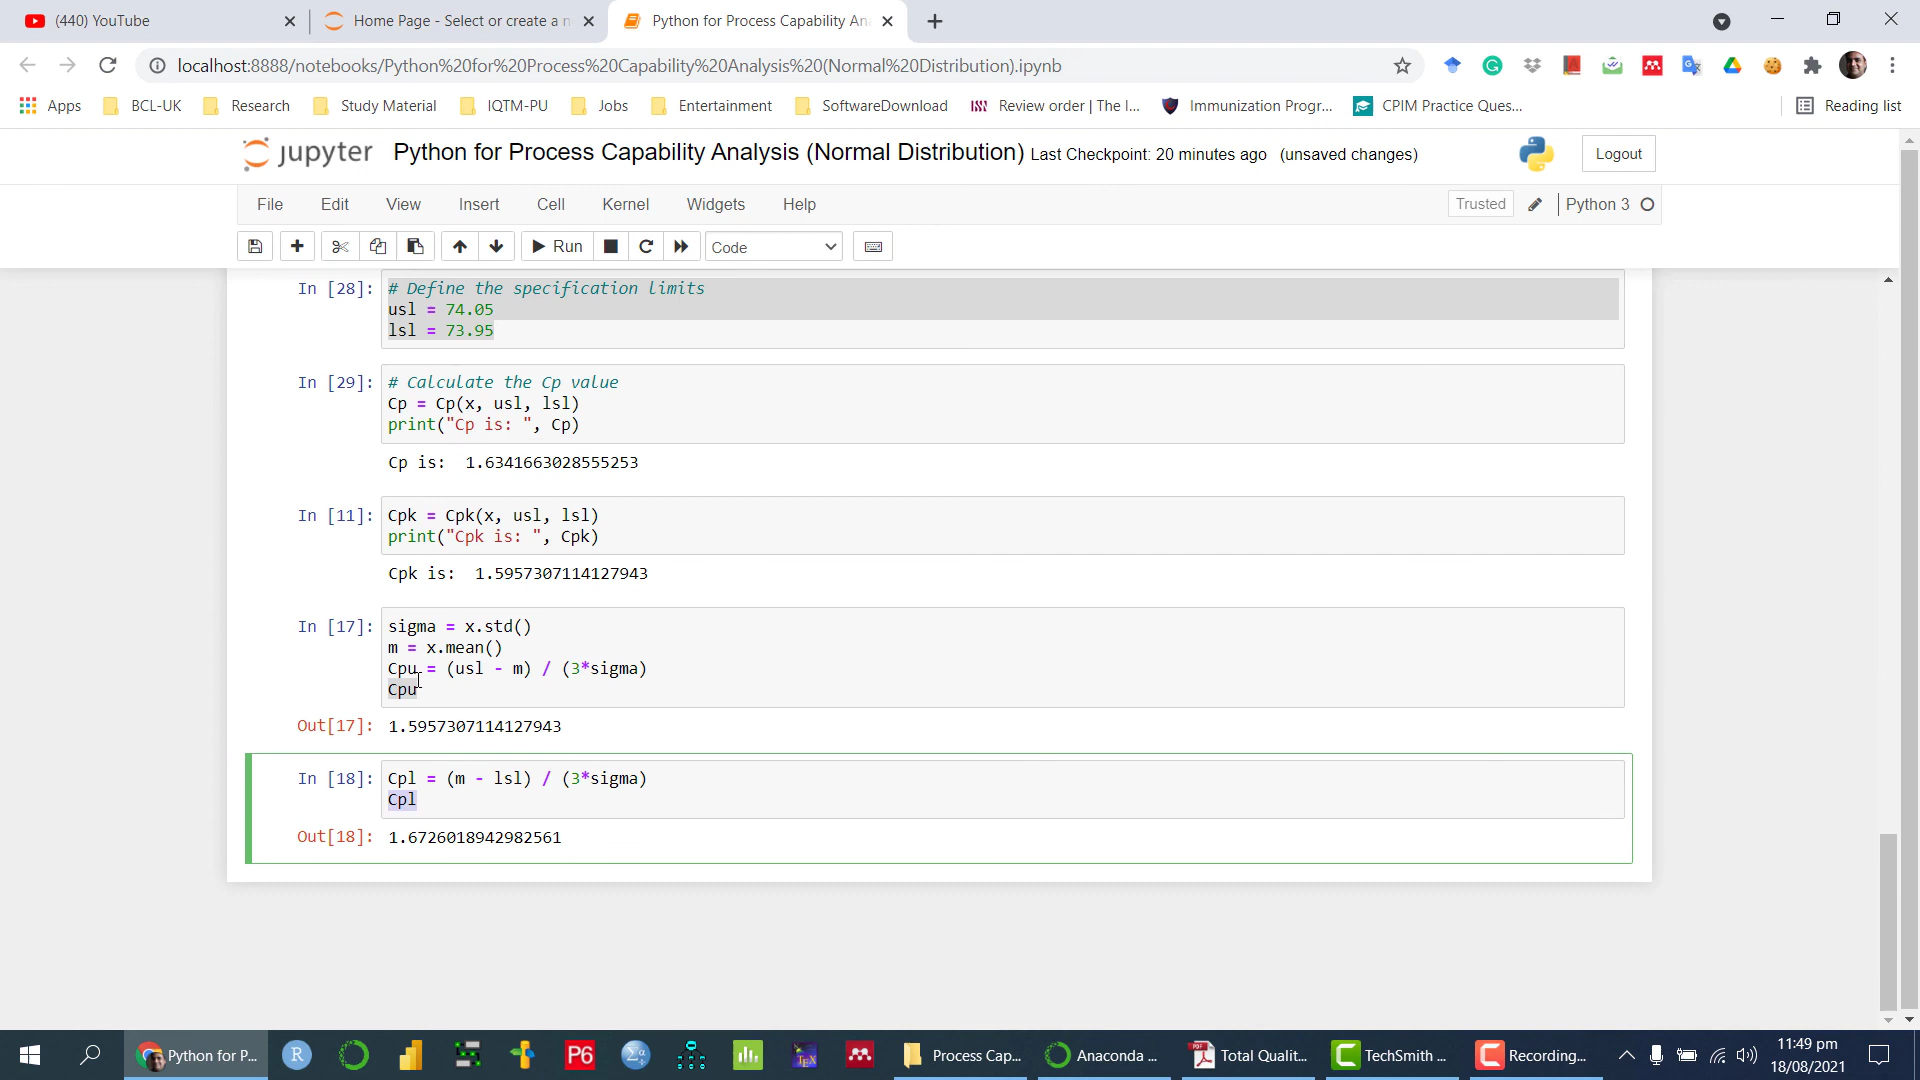 (440) YouTube
Home Page - Select or create a n
Python for Process Capability An
localhost:8888/notebooks/Python%20for%20Process%20Capability%20Analysis%20(Normal%20Distribution).ipynb
Apps
BCL-UK
Research
Study Material
IQTM-PU
Jobs
Entertainment
SoftwareDownload
Review order | The I...
Immunization Progr...
CPIM Practice Ques...
Reading list
jupyter
Python for Process Capability Analysis (Normal Distribution)
Last Checkpoint: 20 minutes ago
(unsaved changes)
Logout
File
Edit
View
Insert
Cell
Kernel
Widgets
Help
Trusted
Python 3
Run
Code
In [28]:
# Define the specification limits
usl = 74.05
lsl = 73.95
In [29]:
# Calculate the Cp value
Cp = Cp(x, usl, lsl)
print("Cp is: ", Cp)
Cp is:  1.6341663028555253
In [11]:
Cpk = Cpk(x, usl, lsl)
print("Cpk is: ", Cpk)
Cpk is:  1.5957307114127943
In [17]:
sigma = x.std()
m = x.mean()
Cpu = (usl - m) / (3*sigma)
Cpu
Out[17]:
1.5957307114127943
In [18]:
Cpl = (m - lsl) / (3*sigma)
Cpl
Out[18]:
1.6726018942982561
Python for P...
R
P6
TEX
Process Cap...
Anaconda ...
Total Qualit...
TechSmith ...
Recording...
11:49 pm
18/08/2021